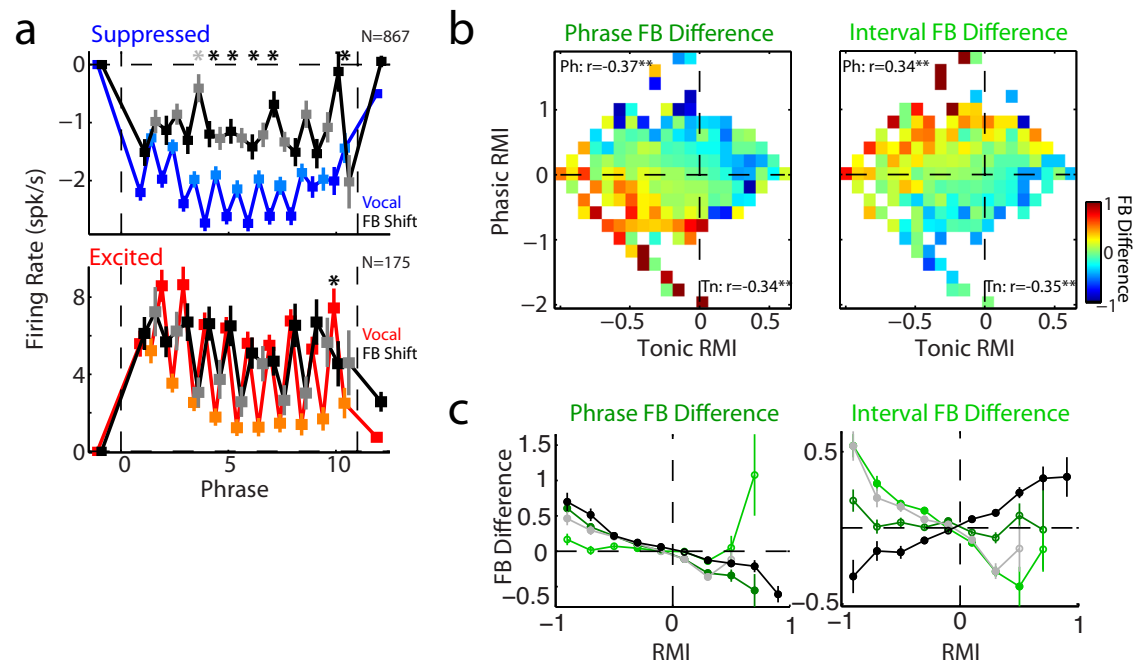 a
Suppressed
N=867
* * * * * *
0
−1
−2
Vocal
FB Shift
Firing Rate (spk/s)
Excited
N=175
*
8
4
0
Vocal
FB Shift
0 5 10
Phrase
b
Phrase FB Difference
Ph: r=-0.37**
Tn: r=-0.34**
1
0
−1
−2
Phasic RMI
−0.5 0 0.5
Tonic RMI
Interval FB Difference
Ph: r=0.34**
Tn: r=-0.35**
−0.5 0 0.5
Tonic RMI
1
−1
FB Difference
c
Phrase FB Difference
1.5
1
0.5
0
−0.5
FB Difference
−1 0 1
RMI
Interval FB Difference
0.5
−0.5
−1 0 1
RMI